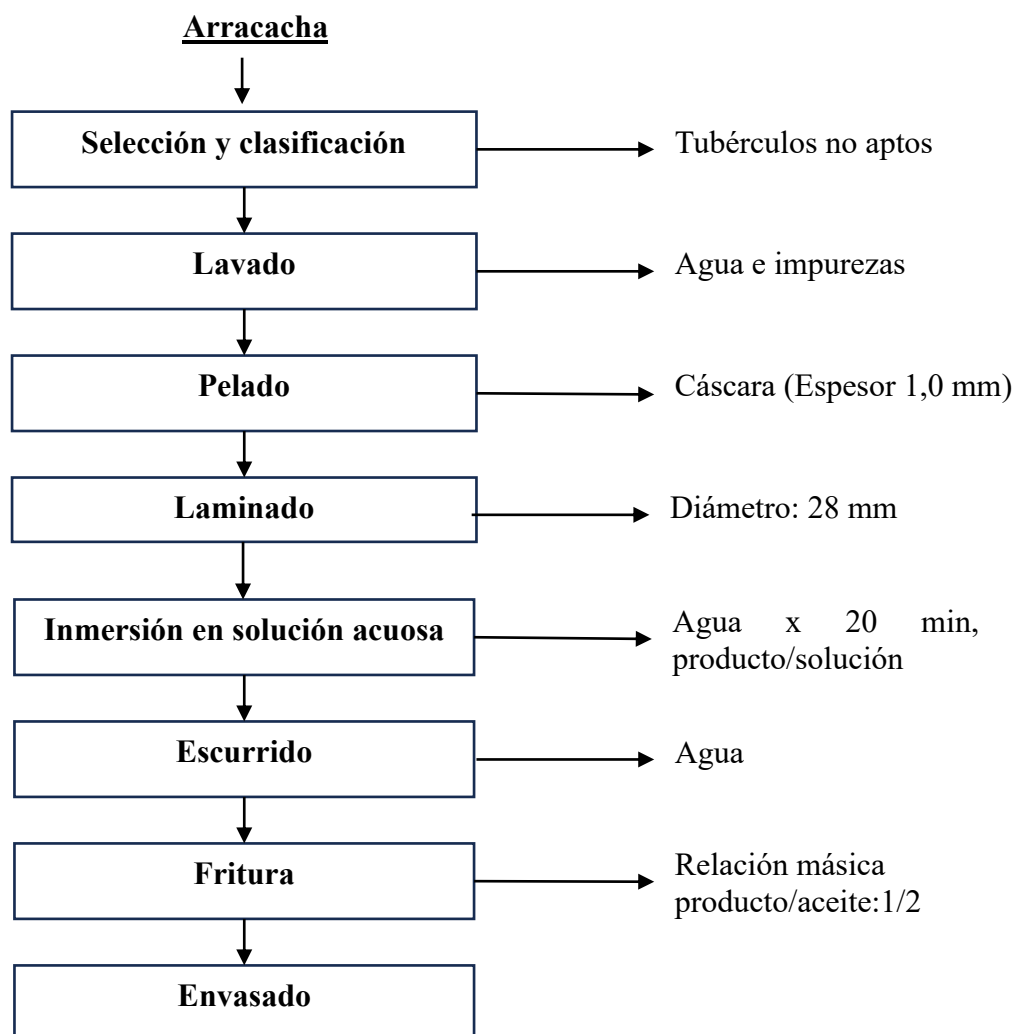 Arracacha
Selección y clasificación
Tubérculos no aptos
Lavado
Agua e impurezas
Pelado
Cáscara (Espesor 1,0 mm)
Laminado
Diámetro: 28 mm
Inmersión en solución acuosa
Agua x 20 min,
producto/solución
Escurrido
Agua
Fritura
Relación másica
producto/aceite:1/2
Envasado